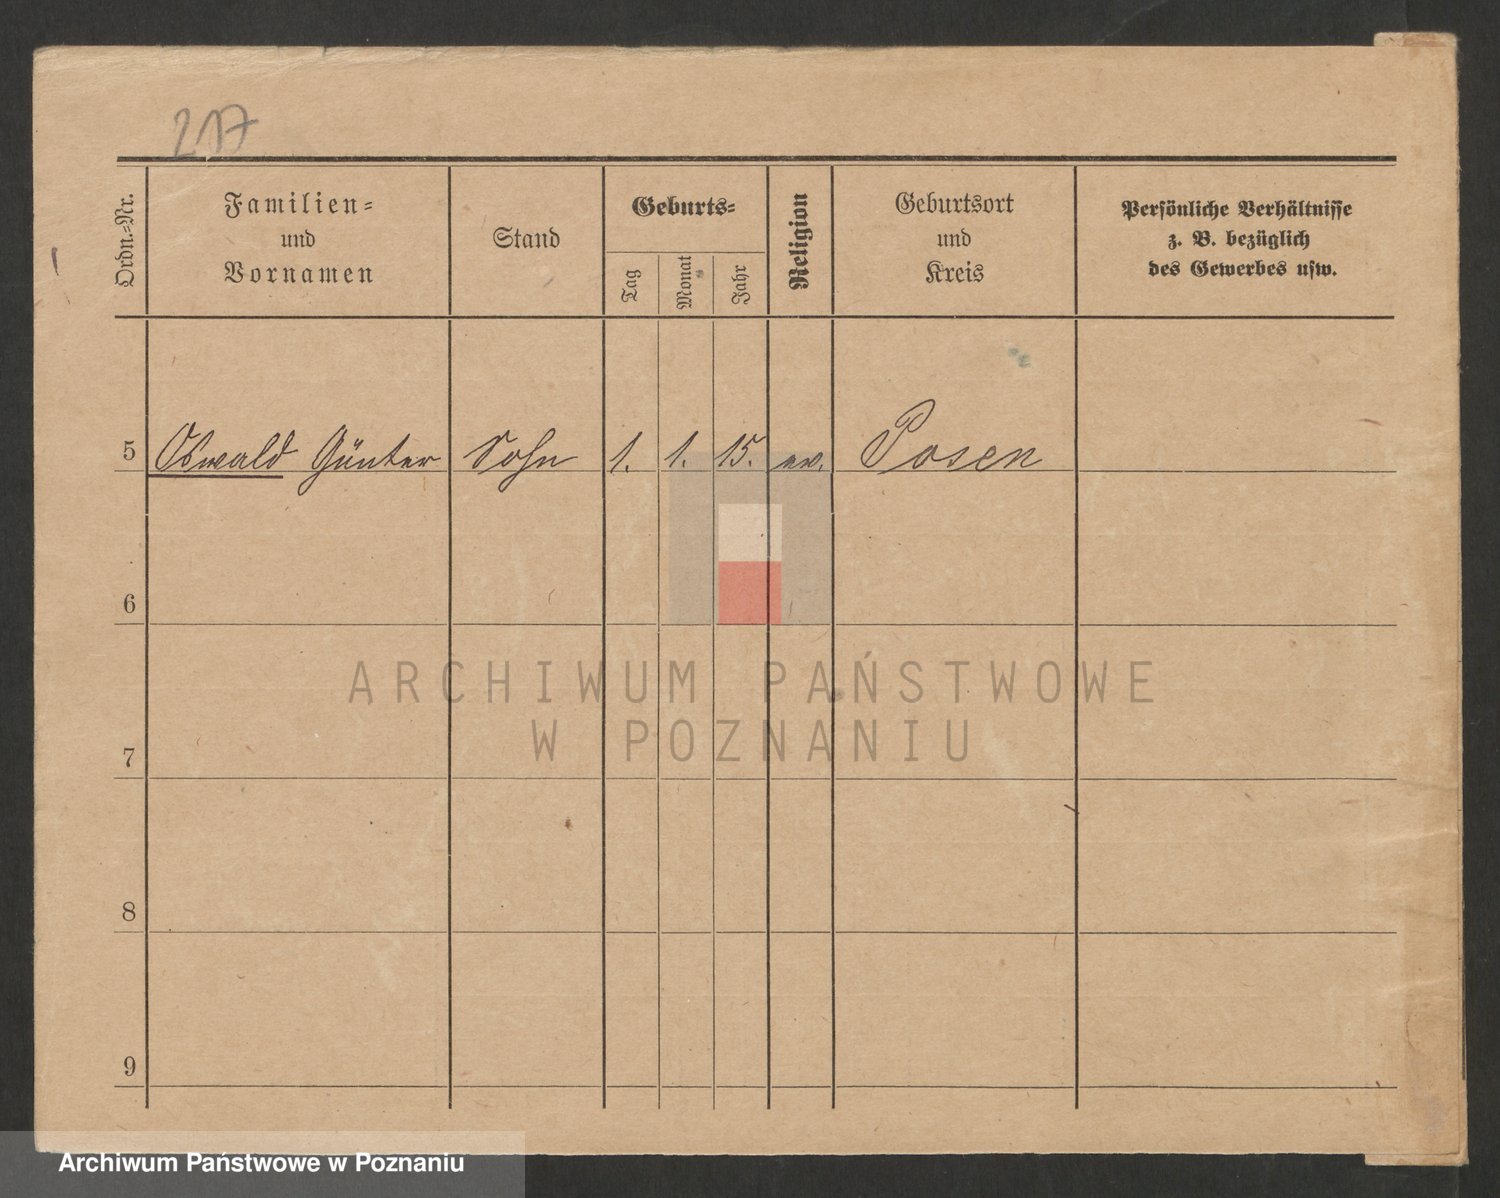 217
Ordn.-Nr.
Familien-
und
Vornamen
Stand
Geburts-
Tag
Monat
Jahr
Religion
Geburtsort
und
Kreis
Persönliche Verhältnisse
z. B. bezüglich
des Gewerbes usw.
5 Oswald Günter Sohn 1. 1. 15. ev. Posen
6
7
8
9
ARCHIWUM PAŃSTWOWE
W POZNANIU
Archiwum Państwowe w Poznaniu